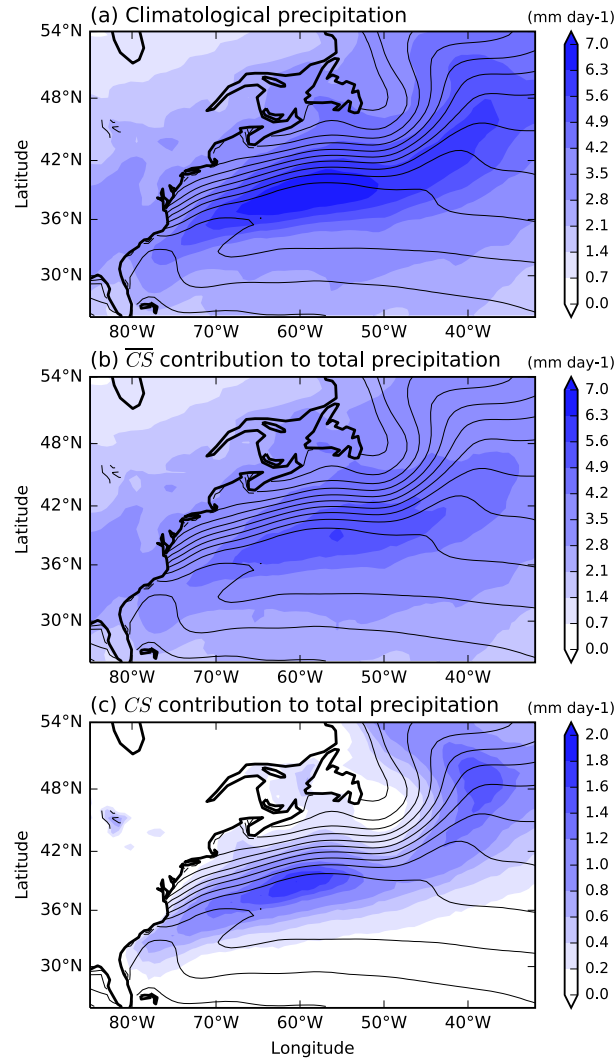 (a) Climatological precipitation (mm day-1)
54°N
48°N
42°N
36°N
30°N
Latitude
80°W 70°W 60°W 50°W 40°W
7.0
6.3
5.6
4.9
4.2
3.5
2.8
2.1
1.4
0.7
0.0
(b) C̅S̅ contribution to total precipitation (mm day-1)
54°N
48°N
42°N
36°N
30°N
Latitude
80°W 70°W 60°W 50°W 40°W
7.0
6.3
5.6
4.9
4.2
3.5
2.8
2.1
1.4
0.7
0.0
(c) CS contribution to total precipitation (mm day-1)
54°N
48°N
42°N
36°N
30°N
Latitude
80°W 70°W 60°W 50°W 40°W
Longitude
2.0
1.8
1.6
1.4
1.2
1.0
0.8
0.6
0.4
0.2
0.0